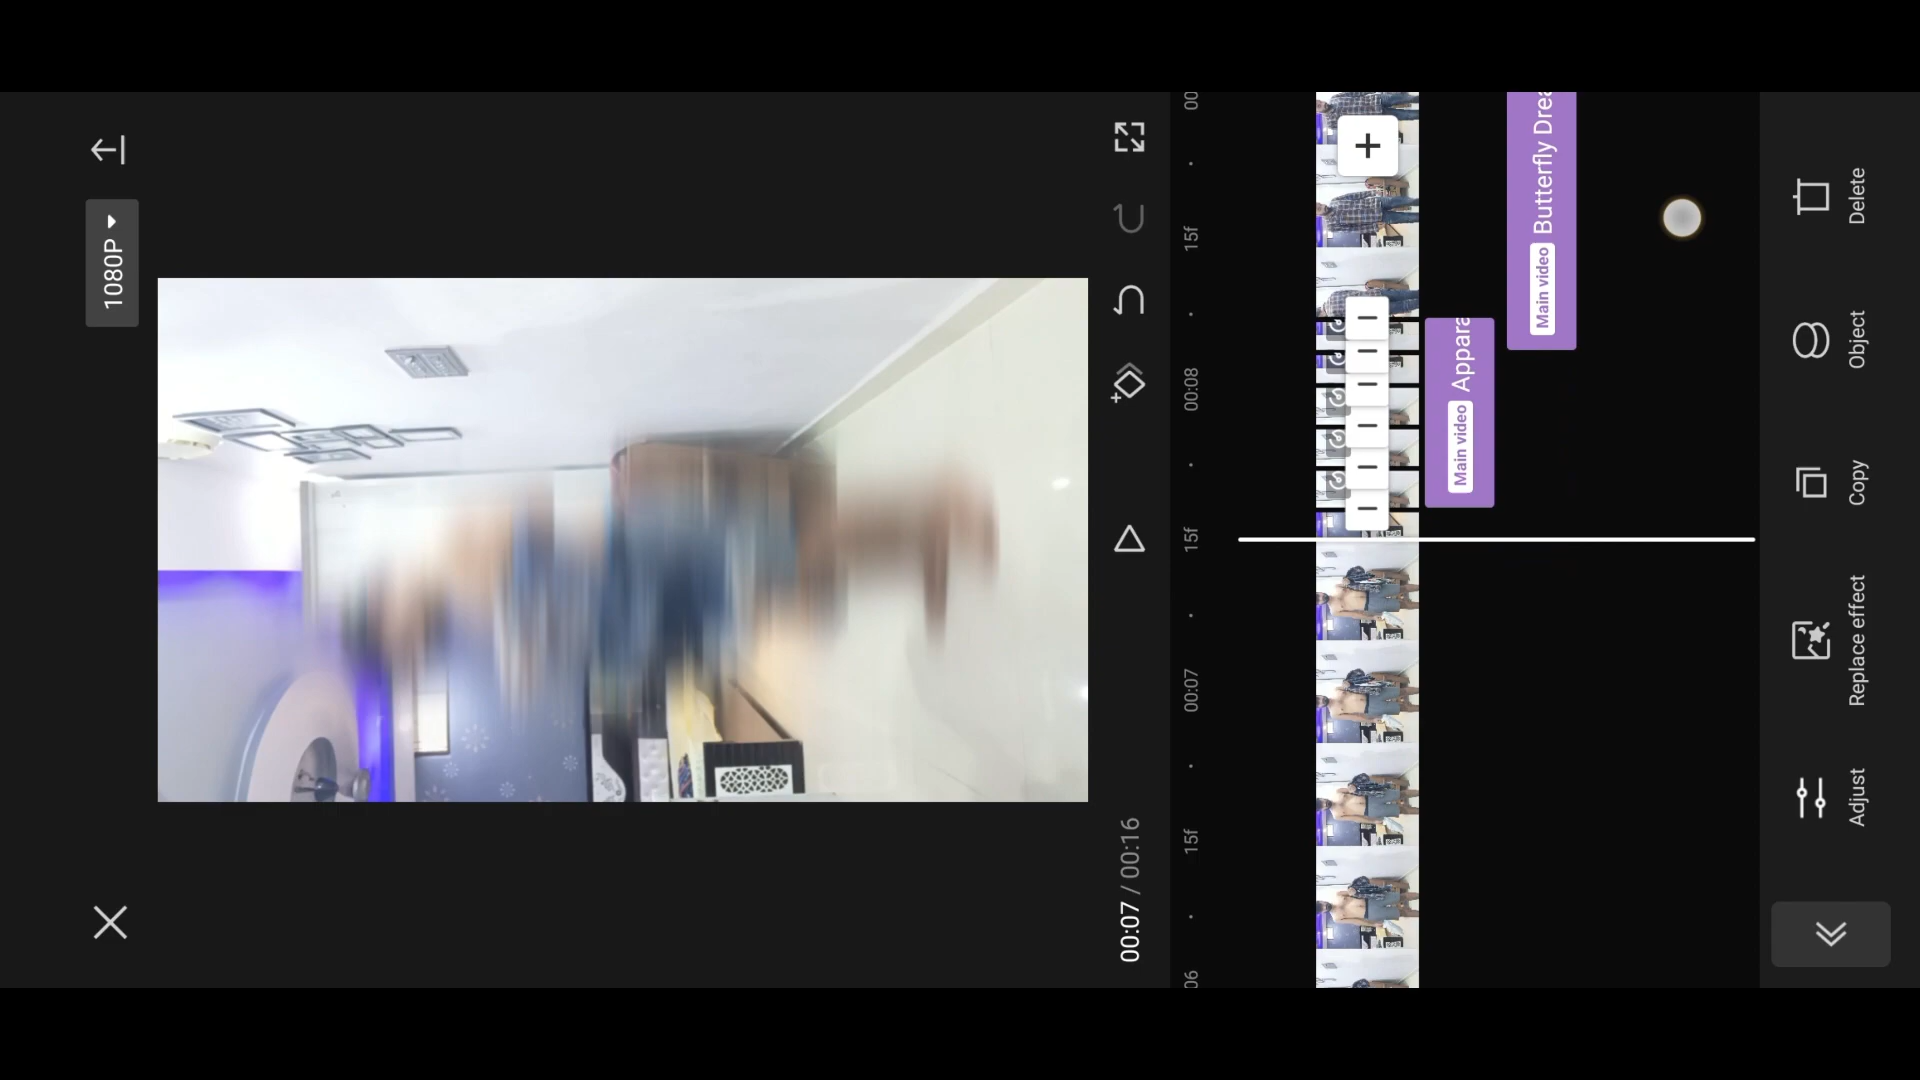 1080P
00:07 / 00:16
06
15f
00:07
15f
00:08
15f
00
Main video Appara
Main video Butterfly Drea
Adjust
Replace effect
Copy
Object
Delete